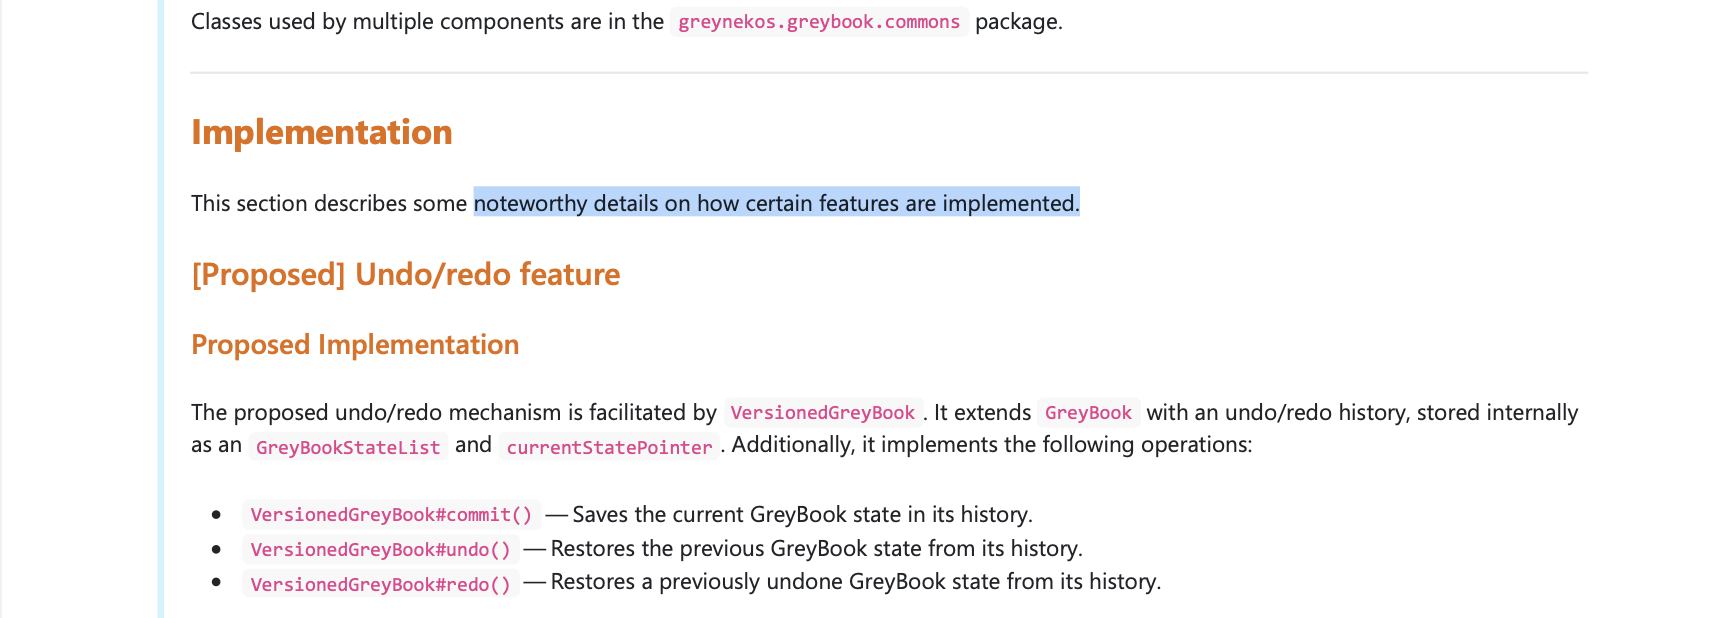 Classes used by multiple components are in the greynekos.greybook.commons package.
Implementation
This section describes some noteworthy details on how certain features are implemented.
[Proposed] Undo/redo feature
Proposed Implementation
The proposed undo/redo mechanism is facilitated by VersionedGreyBook. It extends GreyBook with an undo/redo history, stored internally
as an GreyBookStateList and currentStatePointer. Additionally, it implements the following operations:
• VersionedGreyBook#commit() — Saves the current GreyBook state in its history.
• VersionedGreyBook#undo() — Restores the previous GreyBook state from its history.
• VersionedGreyBook#redo() — Restores a previously undone GreyBook state from its history.